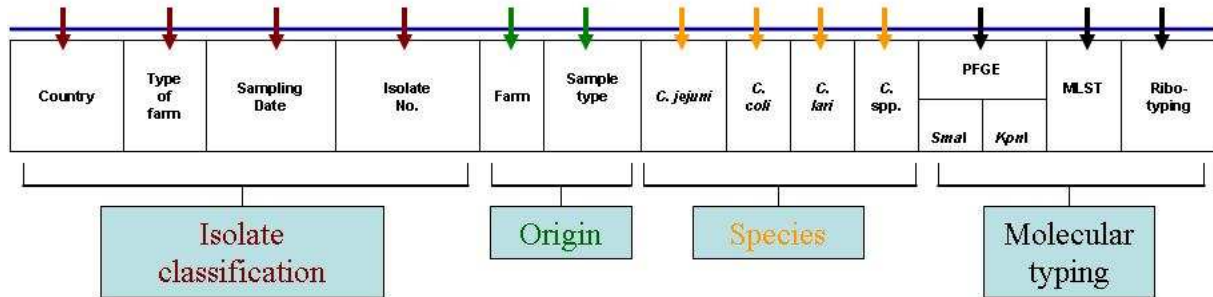 Country
Type
of
farm
Sampling
Date
Isolate
No.
Farm
Sample
type
C. jejuni
C.
coli
C.
lari
C.
spp.
PFGE
SmaI
KpnI
MLST
Ribo-
typing
Isolate
classification
Origin
Species
Molecular
typing